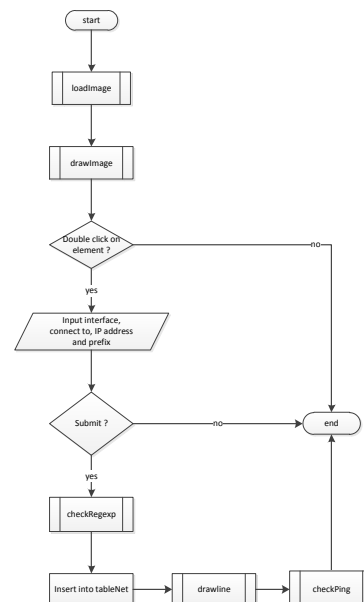 start
loadImage
drawImage
Double click on
element ?
no
yes
Input interface,
connect to, IP address
and prefix
Submit ?
no
end
yes
checkRegexp
Insert into tableNet
drawline
checkPing